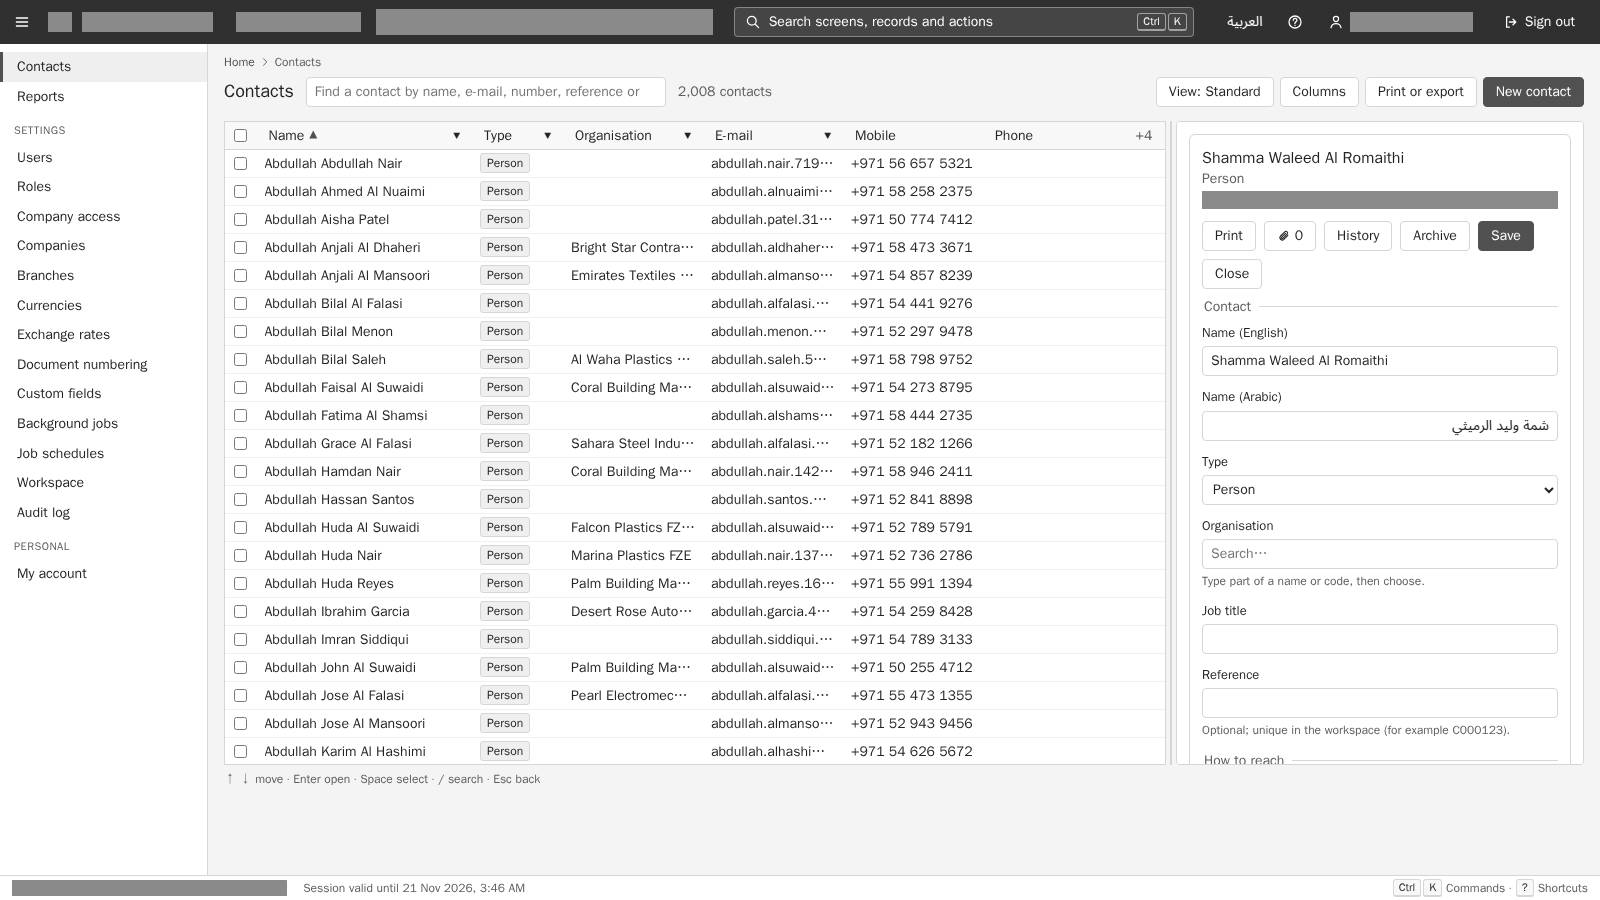 Search screens, records and actions Ctrl K
العربية
Sign out
Contacts
Reports
SETTINGS
Users
Roles
Company access
Companies
Branches
Currencies
Exchange rates
Document numbering
Custom fields
Background jobs
Job schedules
Workspace
Audit log
PERSONAL
My account
Home > Contacts
Contacts
Find a contact by name, e-mail, number, reference or
2,008 contacts
View: Standard
Columns
Print or export
New contact
Name ▲ ▼ Type ▼ Organisation ▼ E-mail ▼ Mobile Phone +4
Abdullah Abdullah Nair Person abdullah.nair.719··· +971 56 657 5321
Abdullah Ahmed Al Nuaimi Person abdullah.alnuaimi··· +971 58 258 2375
Abdullah Aisha Patel Person abdullah.patel.31··· +971 50 774 7412
Abdullah Anjali Al Dhaheri Person Bright Star Contra··· abdullah.aldhaher··· +971 58 473 3671
Abdullah Anjali Al Mansoori Person Emirates Textiles ··· abdullah.almanso··· +971 54 857 8239
Abdullah Bilal Al Falasi Person abdullah.alfalasi.··· +971 54 441 9276
Abdullah Bilal Menon Person abdullah.menon.··· +971 52 297 9478
Abdullah Bilal Saleh Person Al Waha Plastics ··· abdullah.saleh.5··· +971 58 798 9752
Abdullah Faisal Al Suwaidi Person Coral Building Ma··· abdullah.alsuwaid··· +971 54 273 8795
Abdullah Fatima Al Shamsi Person abdullah.alshams··· +971 58 444 2735
Abdullah Grace Al Falasi Person Sahara Steel Indu··· abdullah.alfalasi.··· +971 52 182 1266
Abdullah Hamdan Nair Person Coral Building Ma··· abdullah.nair.142··· +971 58 946 2411
Abdullah Hassan Santos Person abdullah.santos.··· +971 52 841 8898
Abdullah Huda Al Suwaidi Person Falcon Plastics FZ··· abdullah.alsuwaid··· +971 52 789 5791
Abdullah Huda Nair Person Marina Plastics FZE abdullah.nair.137··· +971 52 736 2786
Abdullah Huda Reyes Person Palm Building Ma··· abdullah.reyes.16··· +971 55 991 1394
Abdullah Ibrahim Garcia Person Desert Rose Auto··· abdullah.garcia.4··· +971 54 259 8428
Abdullah Imran Siddiqui Person abdullah.siddiqui.··· +971 54 789 3133
Abdullah John Al Suwaidi Person Palm Building Ma··· abdullah.alsuwaid··· +971 50 255 4712
Abdullah Jose Al Falasi Person Pearl Electromec··· abdullah.alfalasi.··· +971 55 473 1355
Abdullah Jose Al Mansoori Person abdullah.almanso··· +971 52 943 9456
Abdullah Karim Al Hashimi Person abdullah.alhashi··· +971 54 626 5672
↑ ↓ move · Enter open · Space select · / search · Esc back
Shamma Waleed Al Romaithi
Person
Print 0 History Archive Save
Close
Contact
Name (English)
Shamma Waleed Al Romaithi
Name (Arabic)
شمة وليد الرميثي
Type
Person
Organisation
Search···
Type part of a name or code, then choose.
Job title
Reference
Optional; unique in the workspace (for example C000123).
How to reach
Session valid until 21 Nov 2026, 3:46 AM
Ctrl K Commands · ? Shortcuts